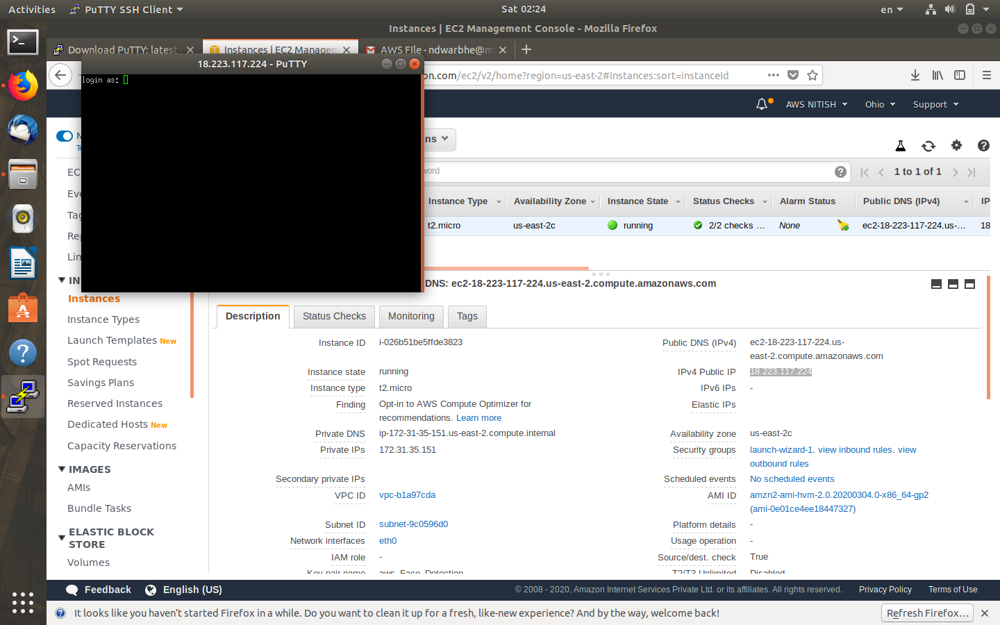 Activities
PuTTY SSH Client
Sat 02:24
en
Instances | EC2 Management Console - Mozilla Firefox
Download PuTTY: latest
Instances | EC2 Managem
AWS FIle - ndwarbhe@m
18.223.117.224 - PuTTY
login as:
on.com/ec2/v2/home?region=us-east-2#Instances:sort=instanceId
AWS NITISH
Ohio
Support
ns
word
1 to 1 of 1
Instance Type
Availability Zone
Instance State
Status Checks
Alarm Status
Public DNS (IPv4)
IP
t2.micro
us-east-2c
running
2/2 checks ...
None
ec2-18-223-117-224.us-...
18
DNS: ec2-18-223-117-224.us-east-2.compute.amazonaws.com
EC
Eve
Tag
Rep
Lim
IN
Instances
Instance Types
Launch Templates New
Spot Requests
Savings Plans
Reserved Instances
Dedicated Hosts New
Capacity Reservations
IMAGES
AMIs
Bundle Tasks
ELASTIC BLOCK
STORE
Volumes
Description
Status Checks
Monitoring
Tags
Instance ID
i-026b51be5ffde3823
Instance state
running
Instance type
t2.micro
Finding
Opt-in to AWS Compute Optimizer for
recommendations. Learn more
Private DNS
ip-172-31-35-151.us-east-2.compute.internal
Private IPs
172.31.35.151
Secondary private IPs
VPC ID
vpc-b1a97cda
Subnet ID
subnet-9c0596d0
Network interfaces
eth0
IAM role
-
Key pair name
aws_Face_Detection
Public DNS (IPv4)
ec2-18-223-117-224.us-
east-2.compute.amazonaws.com
IPv4 Public IP
18.223.117.224
IPv6 IPs
-
Elastic IPs
Availability zone
us-east-2c
Security groups
launch-wizard-1. view inbound rules. view
outbound rules
Scheduled events
No scheduled events
AMI ID
amzn2-ami-hvm-2.0.20200304.0-x86_64-gp2
(ami-0e01ce4ee18447327)
Platform details
-
Usage operation
-
Source/dest. check
True
T2/T3 Unlimited
Disabled
Feedback
English (US)
© 2008 - 2020, Amazon Internet Services Private Ltd. or its affiliates. All rights reserved.
Privacy Policy
Terms of Use
It looks like you haven't started Firefox in a while. Do you want to clean it up for a fresh, like-new experience? And by the way, welcome back!
Refresh Firefox...